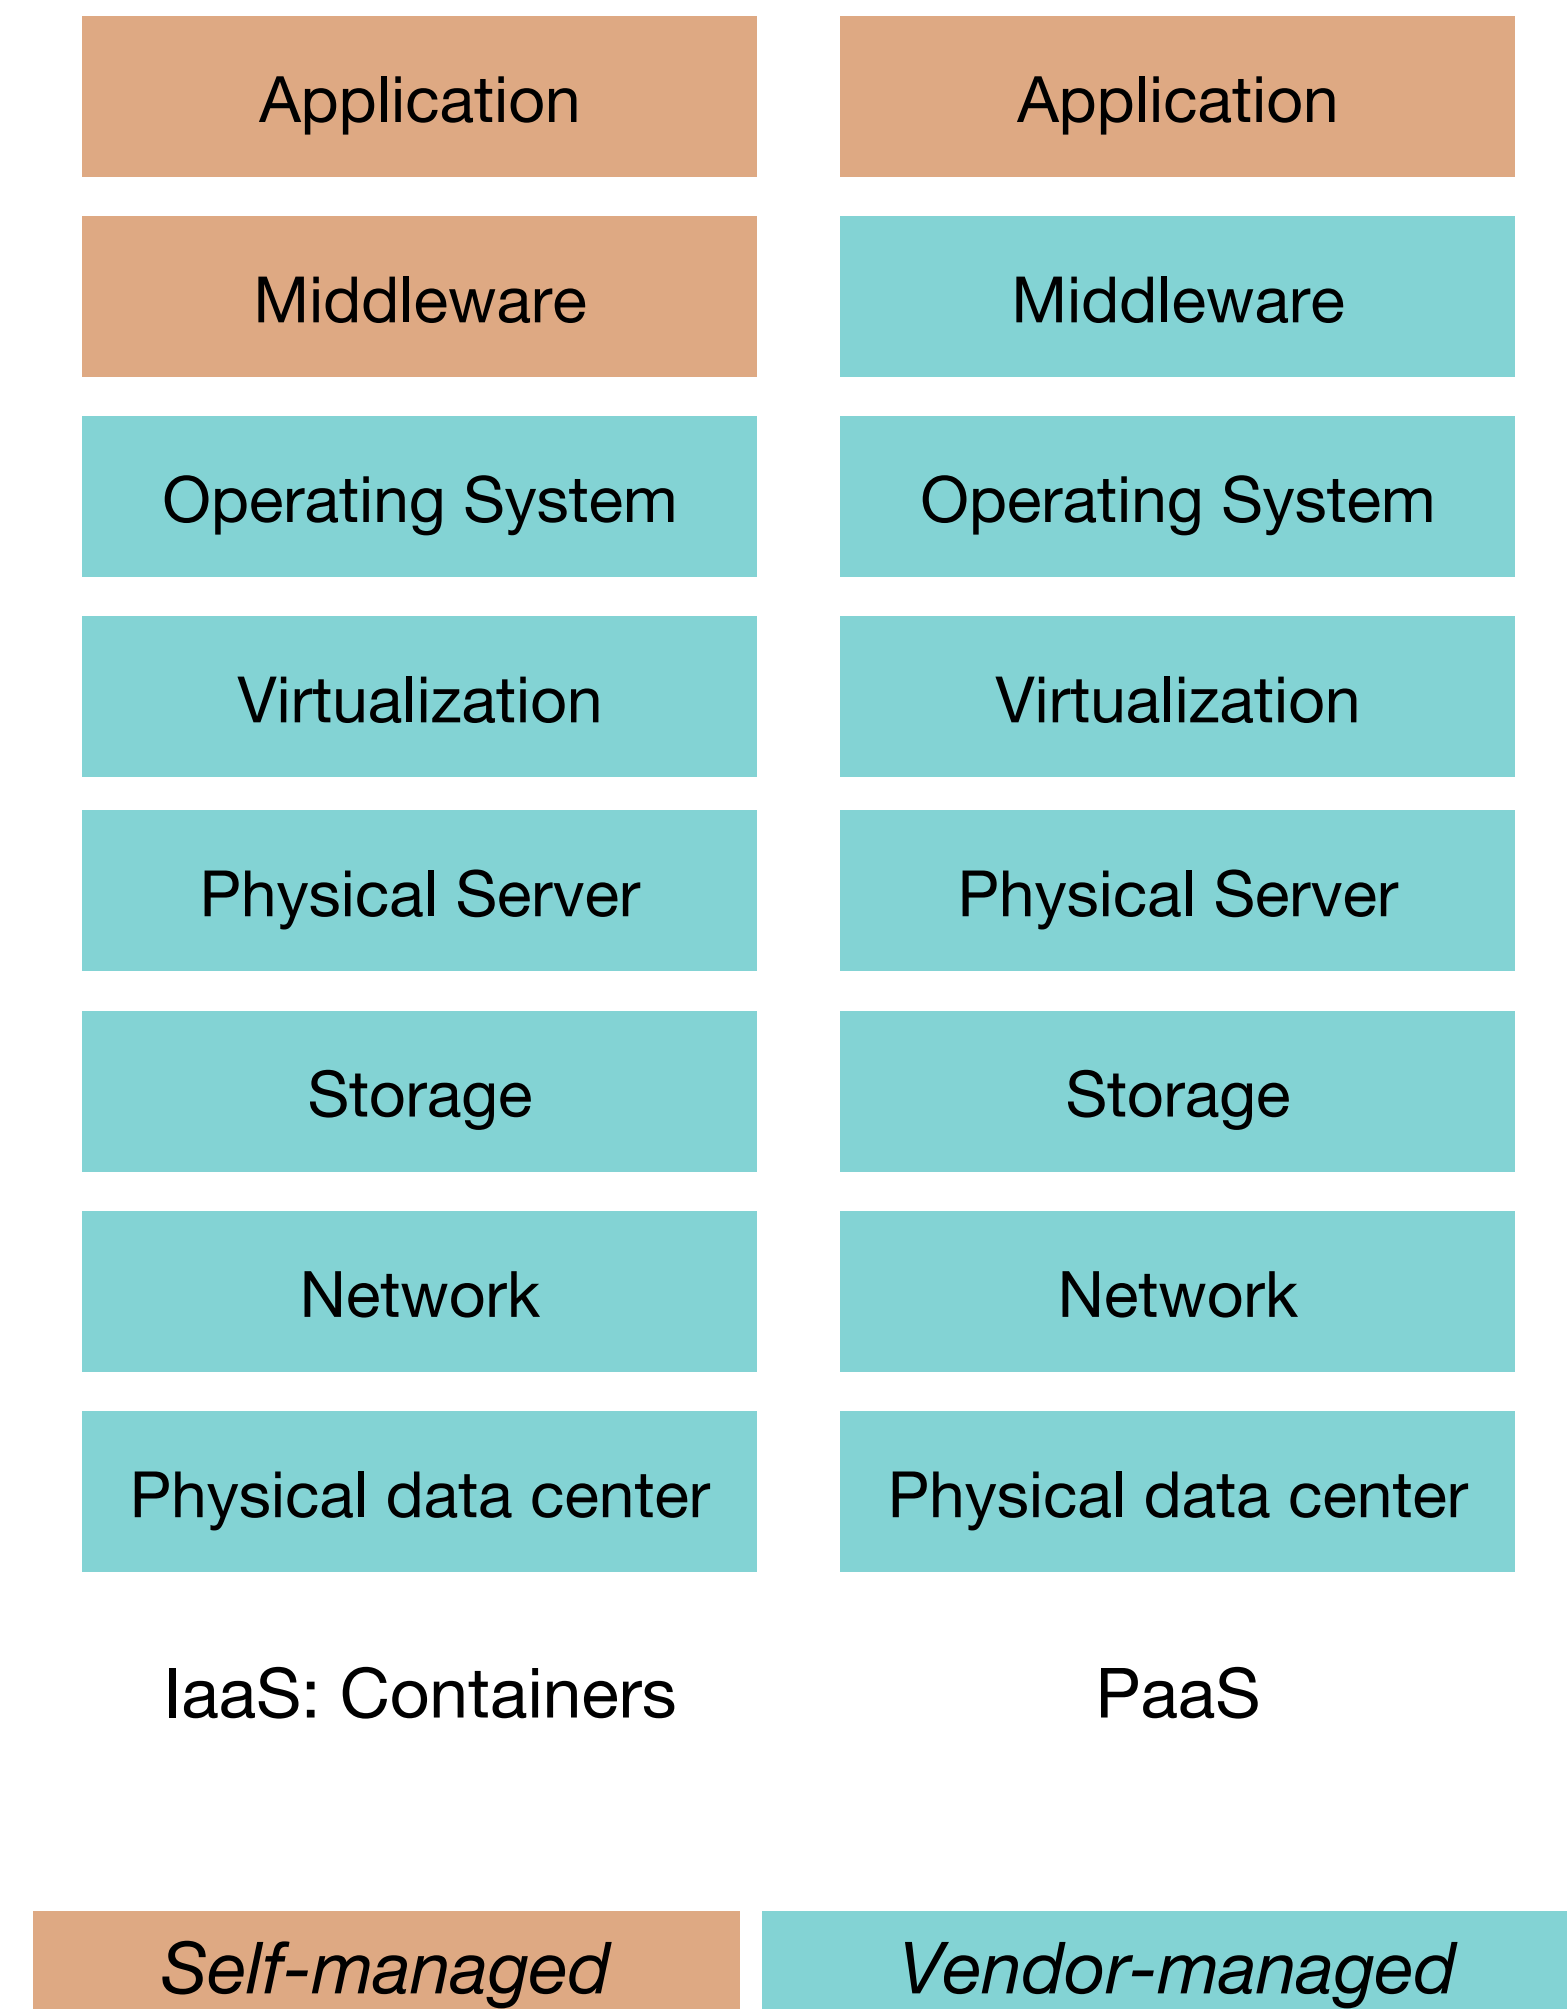 Application
Application
Middleware
Middleware
Operating System
Operating System
Virtualization
Virtualization
Physical Server
Physical Server
Storage
Storage
Network
Network
Physical data center
Physical data center
IaaS: Containers
PaaS
Self-managed
Vendor-managed